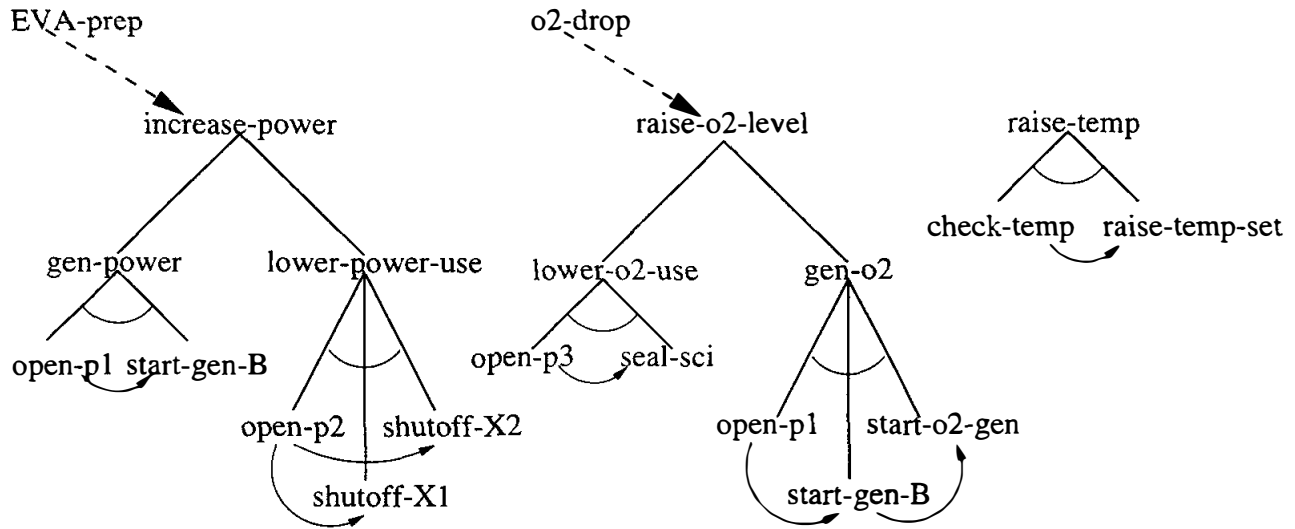 EVA-prep o2-drop
increase-power raise-o2-level raise-temp
check-temp raise-temp-set
gen-power lower-power-use lower-o2-use gen-o2
open-p1 start-gen-B open-p3 seal-sci
open-p2 shutoff-X2 open-p1 start-o2-gen
shutoff-X1 start-gen-B